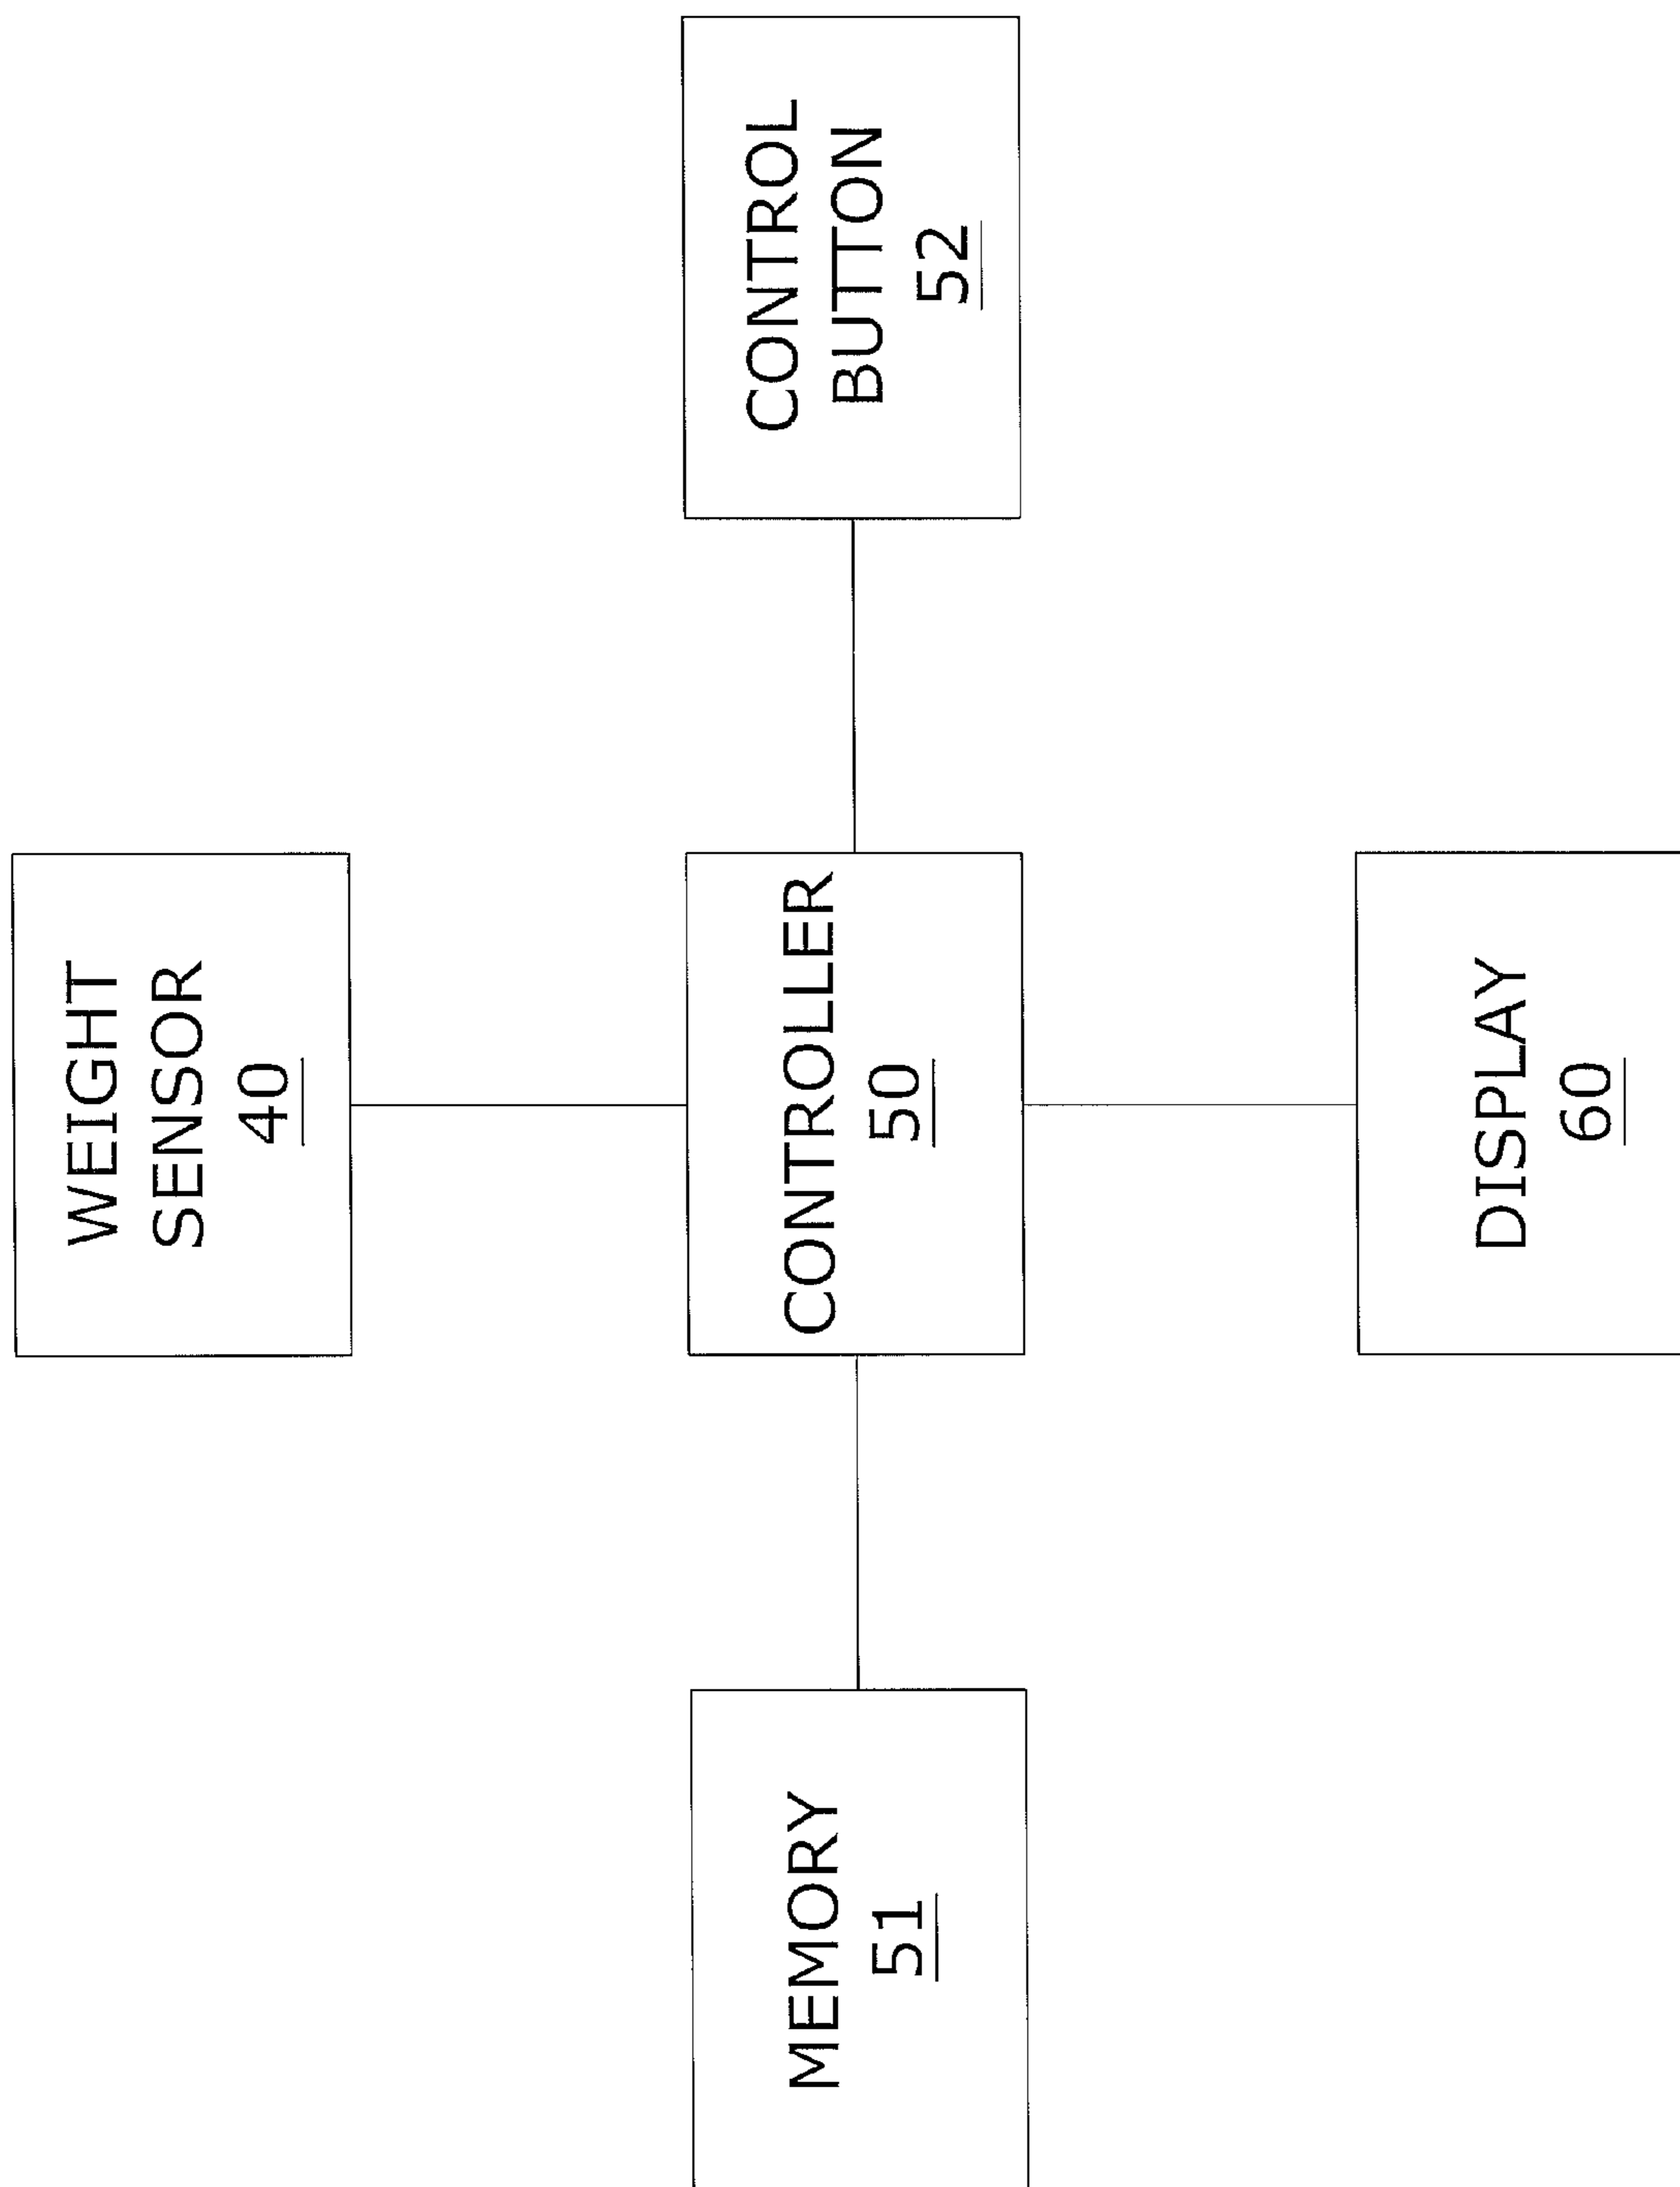 WEIGHT
SENSOR
40
MEMORY
51
CONTROLLER
50
CONTROL
BUTTON
52
DISPLAY
60